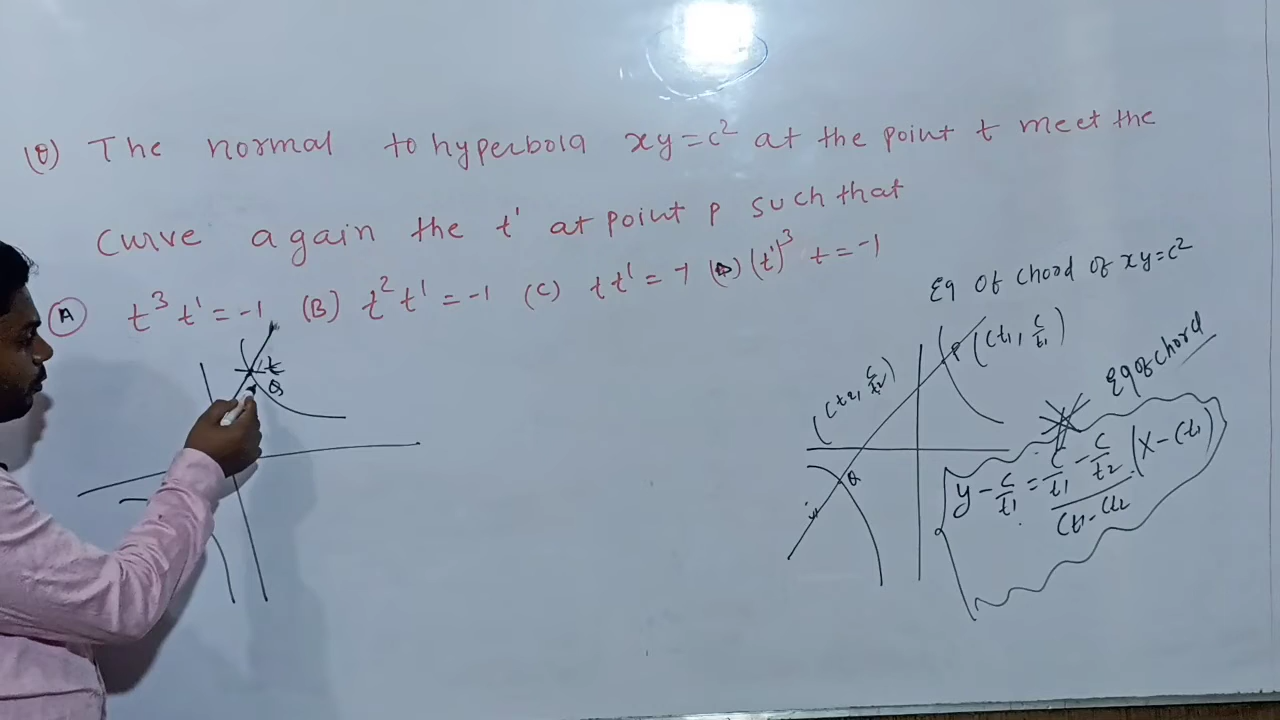 (Q) The normal to hyperbola xy=c² at the point t meet the
Curve again the t' at point p such that
(A) t³t' = -1 (B) t²t' = -1 (C) tt' = -1 (D) (t')³ t = -1
Eq Of chord Of xy=c²
t
Q
(ct₂, c/t₂)
P (ct₁, c/t₁)
Q
Eq of chord
y - c/t₁ = (c/t₁ - c/t₂)/(ct₁ - ct₂) (x - ct₁)